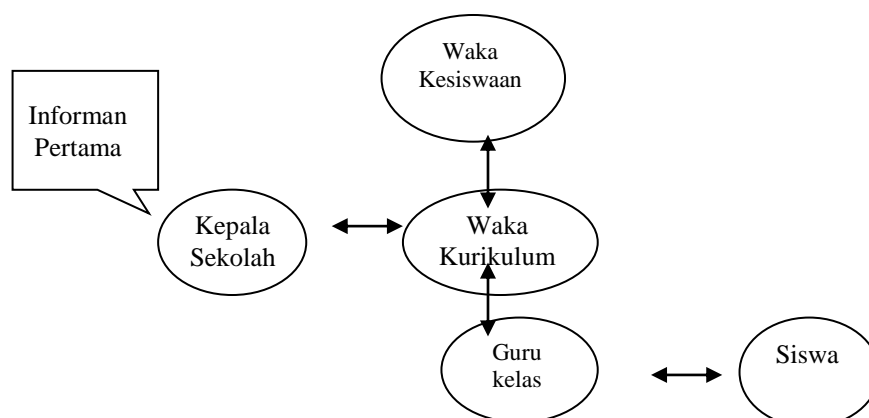 Waka
Kesiswaan
Informan
Pertama
Kepala
Sekolah
Waka
Kurikulum
Guru
kelas
Siswa